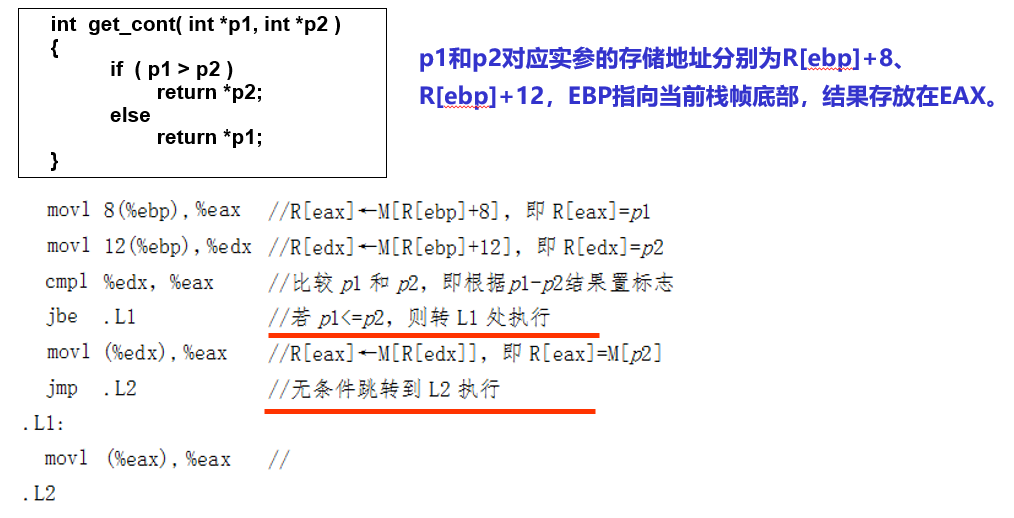 int get_cont( int *p1, int *p2 )
{
if ( p1 > p2 )
return *p2;
else
return *p1;
}
p1和p2对应实参的存储地址分别为R[ebp]+8、
R[ebp]+12，EBP指向当前栈帧底部，结果存放在EAX。
movl 8(%ebp),%eax //R[eax]←M[R[ebp]+8]，即 R[eax]=p1
movl 12(%ebp),%edx //R[edx]←M[R[ebp]+12]，即 R[edx]=p2
cmpl %edx, %eax //比较 p1 和 p2，即根据p1-p2结果置标志
jbe .L1 //若 p1<=p2，则转 L1 处执行
movl (%edx),%eax //R[eax]←M[R[edx]]，即 R[eax]=M[p2]
jmp .L2 //无条件跳转到 L2 执行
.L1:
movl (%eax),%eax //
.L2